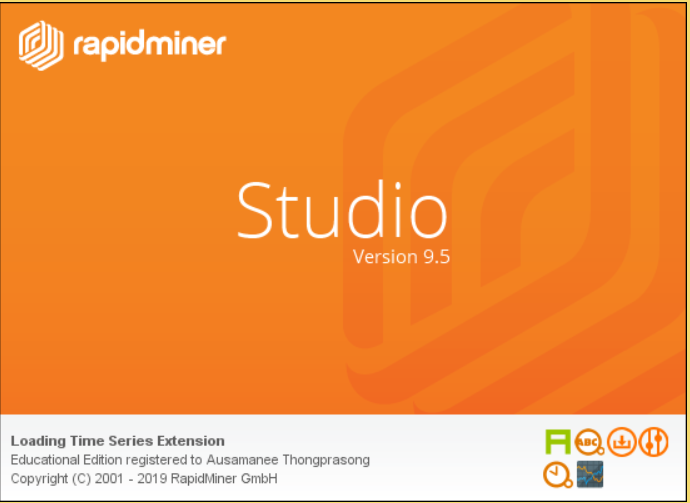 rapidminer
Studio
Version 9.5
Loading Time Series Extension
Educational Edition registered to Ausamanee Thongprasong
Copyright (C) 2001 - 2019 RapidMiner GmbH
ABC